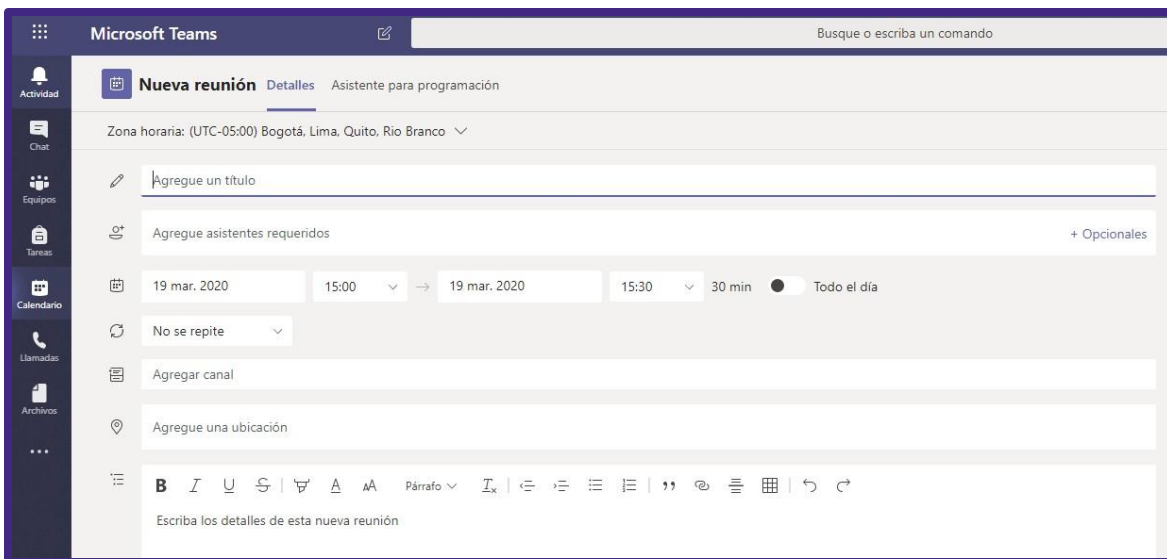 Microsoft Teams
Busque o escriba un comando
Actividad
Chat
Equipos
Tareas
Calendario
Llamadas
Archivos
Nueva reunión Detalles Asistente para programación
Zona horaria: (UTC-05:00) Bogotá, Lima, Quito, Rio Branco
Agregue un título
Agregue asistentes requeridos + Opcionales
19 mar. 2020 15:00 → 19 mar. 2020 15:30 30 min Todo el día
No se repite
Agregar canal
Agregue una ubicación
B I U S A AA Párrafo Tx
Escriba los detalles de esta nueva reunión